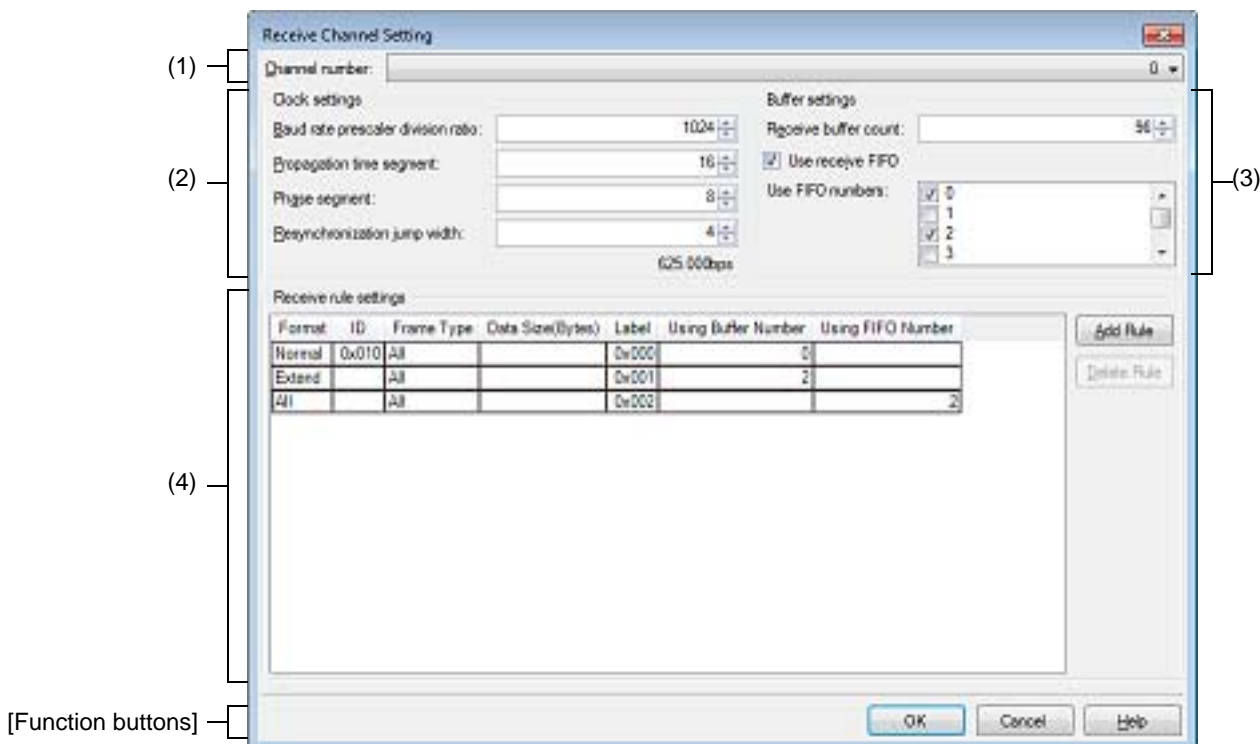 Receive Channel Setting
(1)
Channel number: 0
(2)
Clock settings
Baud rate prescaler division ratio: 1024
Propagation time segment: 16
Phase segment: 8
Resynchronization jump width: 4
625.000bps
Buffer settings
Receive buffer count: 96
Use receive FIFO
Use FIFO numbers:
0
1
2
3
(3)
(4)
Receive rule settings
Format ID Frame Type Data Size(Bytes) Label Using Buffer Number Using FIFO Number
Normal 0x010 All 0x000 0
Extend All 0x001 2
All All 0x002 2
Add Rule
Delete Rule
[Function buttons]
OK Cancel Help